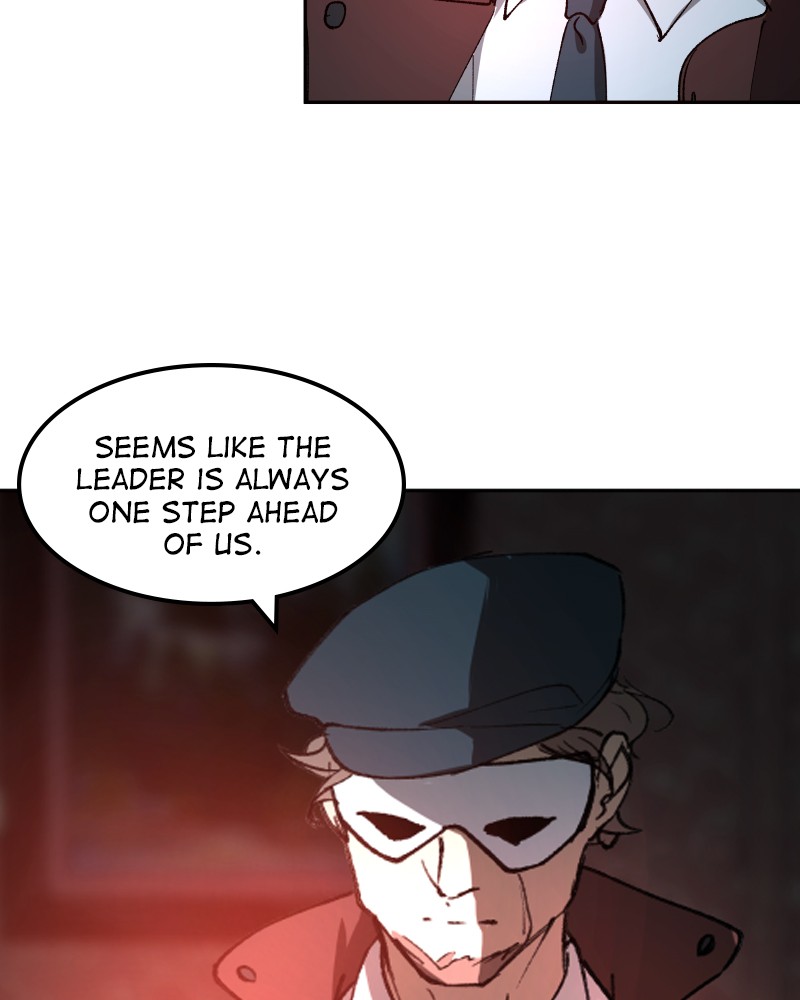 SEEMS LIKE THE
LEADER IS ALWAYS
ONE STEP AHEAD
OF US.